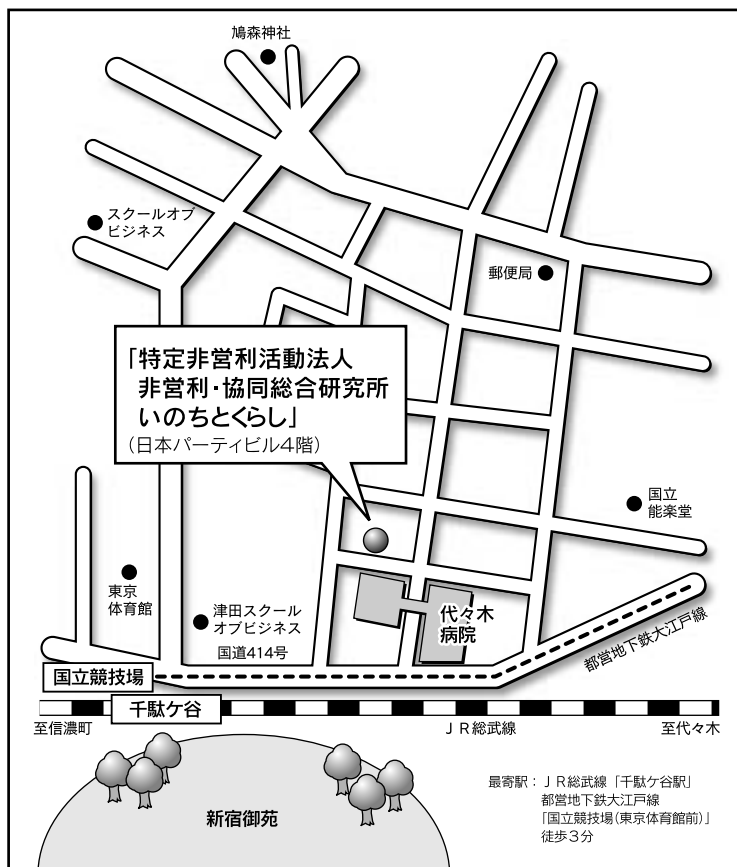 鳩森神社
スクールオブ
ビジネス
郵便局
「特定非営利活動法人
非営利・協同総合研究所
いのちとくらし」
(日本パーティビル4階)
国立
能楽堂
東京
体育館
津田スクール
オブビジネス
代々木
病院
国道414号
都営地下鉄大江戸線
国立競技場
千駄ケ谷
至信濃町
ＪＲ総武線
至代々木
新宿御苑
最寄駅：ＪＲ総武線「千駄ケ谷駅」
都営地下鉄大江戸線
「国立競技場(東京体育館前)」
徒歩３分